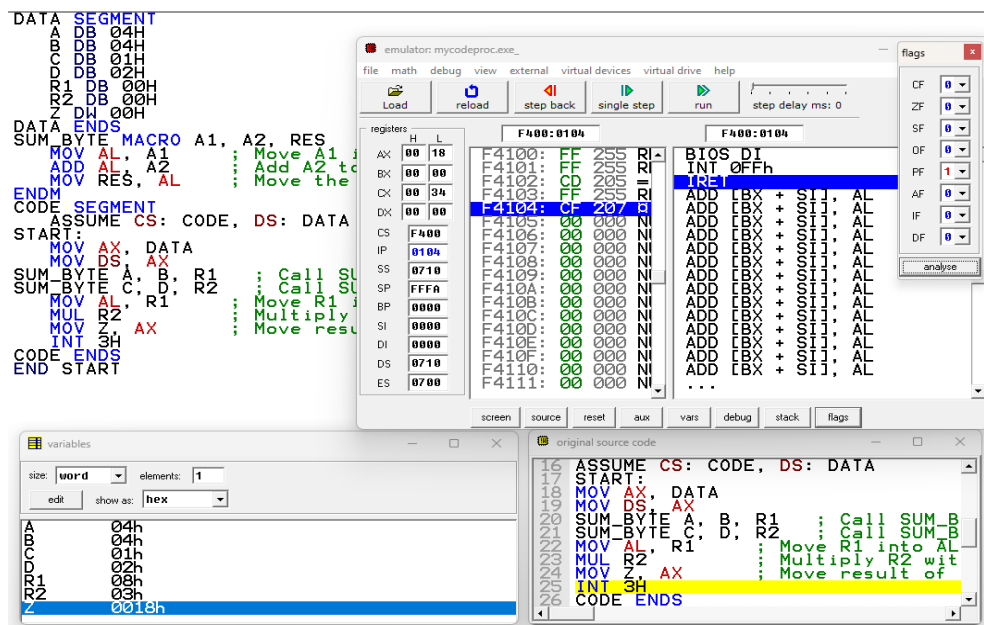 DATA SEGMENT
A DB 04H
B DB 04H
C DB 01H
D DB 02H
R1 DB 00H
R2 DB 00H
Z DW 00H
DATA ENDS
SUM_BYTE MACRO A1, A2, RES
MOV AL, A1 ; Move A1 i
ADD AL, A2 ; Add A2 to
MOV RES, AL ; Move the
ENDM
CODE SEGMENT
ASSUME CS: CODE, DS: DATA
START:
MOV AX, DATA
MOV DS, AX
SUM_BYTE A, B, R1 ; Call SU
SUM_BYTE C, D, R2 ; Call SU
MOV AL, R1 ; Move R1 i
MUL R2 ; Multiply
MOV Z, AX ; Move resu
INT 3H
CODE ENDS
END START
emulator: mycodeproc.exe_
file math debug view external virtual devices virtual drive help
Load reload step back single step run step delay ms: 0
registers F400:0104 F400:0104
H L
AX 00 18
BX 00 00
CX 00 34
DX 00 00
CS F400
IP 0104
SS 0710
SP FFFA
BP 0000
SI 0000
DI 0000
DS 0710
ES 0700
F4100: FF 255 R
F4101: FF 255 R
F4102: CD 205 =
F4103: FF 255 R
F4104: CF 207
F4105: 00 000 N
F4106: 00 000 N
F4107: 00 000 N
F4108: 00 000 N
F4109: 00 000 N
F410A: 00 000 N
F410B: 00 000 N
F410C: 00 000 N
F410D: 00 000 N
F410E: 00 000 N
F410F: 00 000 N
F4110: 00 000 N
F4111: 00 000 N
BIOS DI
INT 0FFh
IRET
ADD [BX + SI], AL
ADD [BX + SI], AL
ADD [BX + SI], AL
ADD [BX + SI], AL
ADD [BX + SI], AL
ADD [BX + SI], AL
ADD [BX + SI], AL
ADD [BX + SI], AL
ADD [BX + SI], AL
ADD [BX + SI], AL
ADD [BX + SI], AL
ADD [BX + SI], AL
ADD [BX + SI], AL
...
screen source reset aux vars debug stack flags
flags
CF 0
ZF 0
SF 0
OF 0
PF 1
AF 0
IF 0
DF 0
analyse
variables
size: word elements: 1
edit show as: hex
A 04h
B 04h
C 01h
D 02h
R1 08h
R2 03h
Z 0018h
original source code
16 ASSUME CS: CODE, DS: DATA
17 START:
18 MOV AX, DATA
19 MOV DS, AX
20 SUM_BYTE A, B, R1 ; Call SUM_B
21 SUM_BYTE C, D, R2 ; Call SUM_B
22 MOV AL, R1 ; Move R1 into AL
23 MUL R2 ; Multiply R2 wit
24 MOV Z, AX ; Move result of
25 INT 3H
26 CODE ENDS